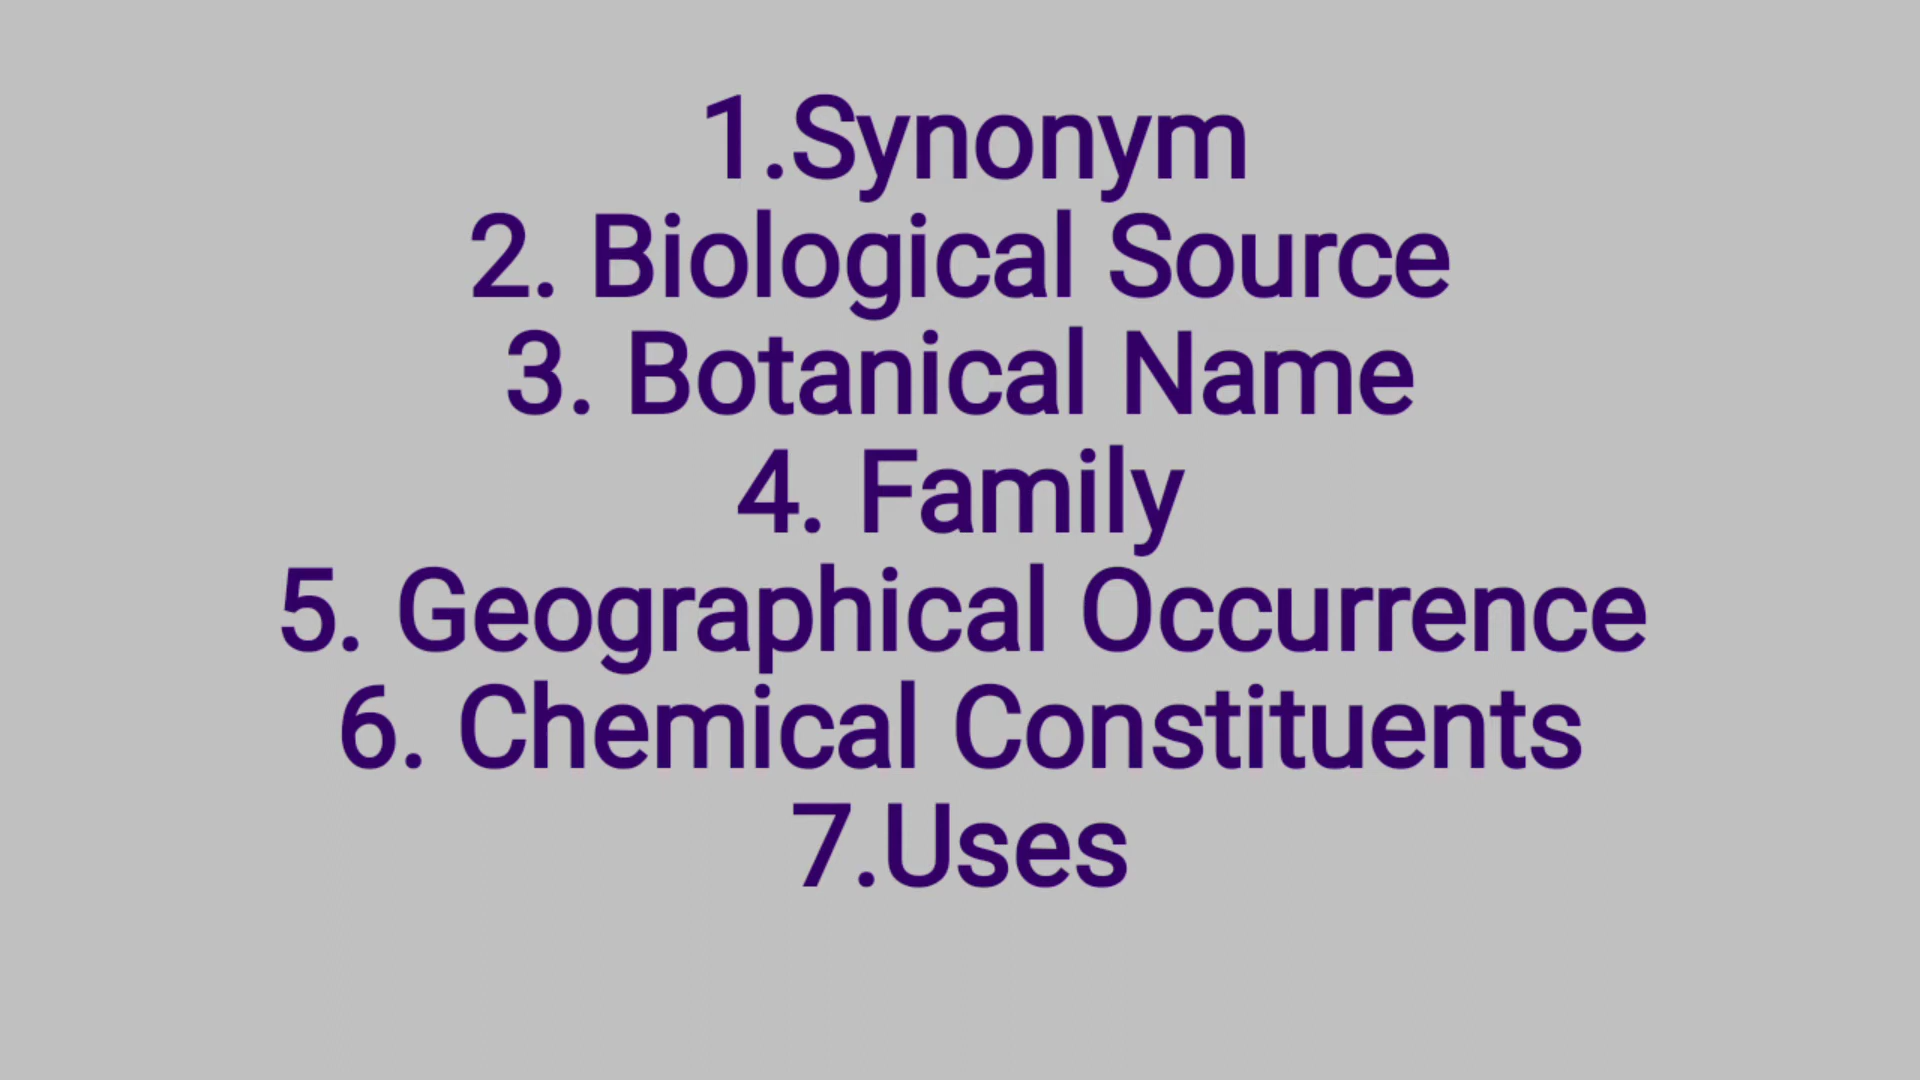 1.Synonym
2. Biological Source
3. Botanical Name
4. Family
5. Geographical Occurrence
6. Chemical Constituents
7.Uses